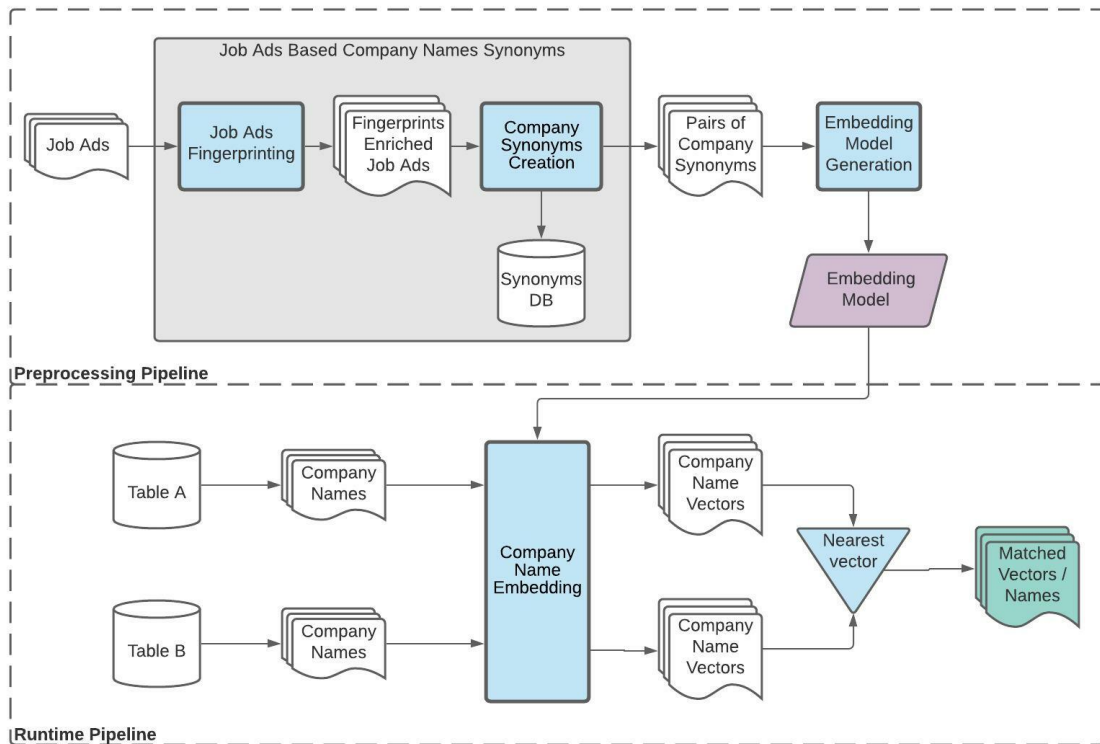 Job Ads Based Company Names Synonyms
Job Ads
Job Ads
Fingerprinting
Fingerprints
Enriched
Job Ads
Company
Synonyms
Creation
Pairs of
Company
Synonyms
Embedding
Model
Generation
Synonyms
DB
Embedding
Model
Preprocessing Pipeline
Table A
Company
Names
Company
Name
Embedding
Company
Name
Vectors
Nearest
vector
Matched
Vectors /
Names
Table B
Company
Names
Company
Name
Vectors
Runtime Pipeline